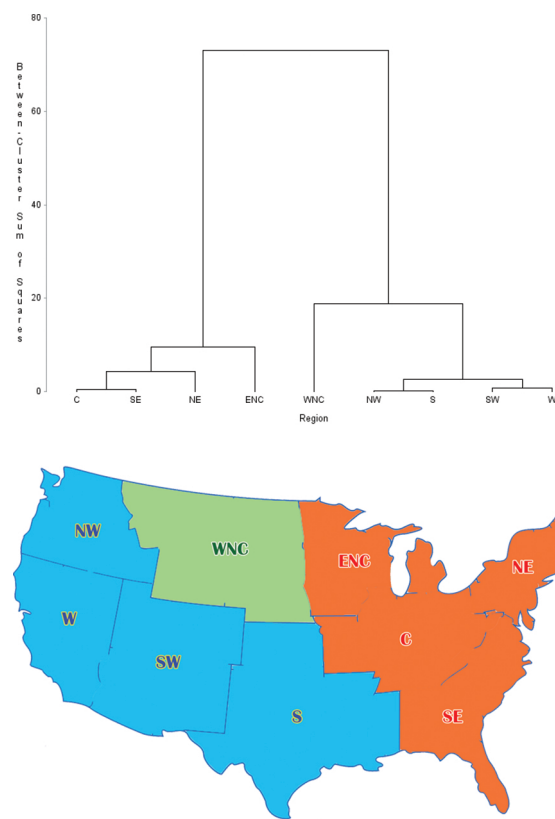 80
60
40
20
0
Between-Cluster Sum of Squares
C SE NE ENC WNC NW S SW W
Region
NW
WNC
ENC
NE
W
SW
C
S
SE